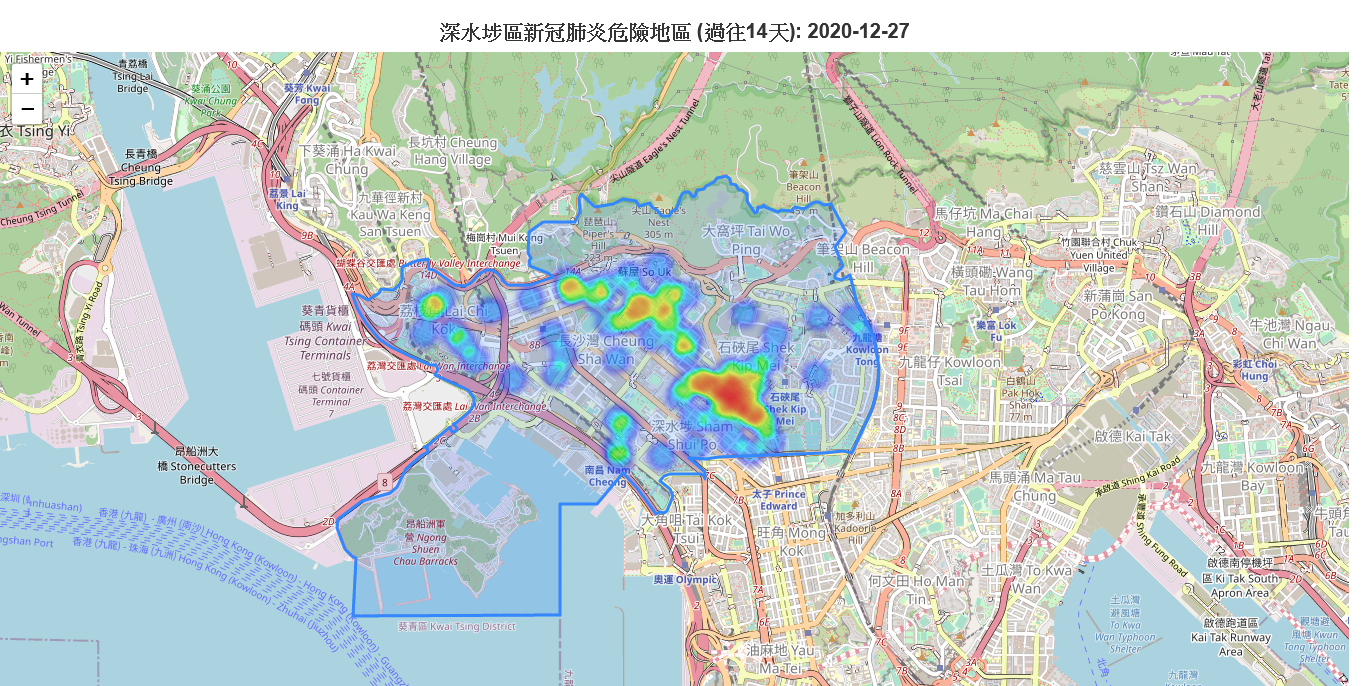 深水埗區新冠肺炎危險地區 (過往14天): 2020-12-27
+
−
Yi Fishermen's
青荔橋
Tsing Lai
Bridge
葵涌公園
Kwai Chung
Park
葵芳 Kwai
Fong
衣 Tsing Yi
長青橋
Cheung
Tsing Bridge
Cheung Tsing Tunnel
下葵涌 Ha Kwai
Chung
長坑村 Cheung
Hang Village
荔景 Lai
King
九華徑新村
Kau Wa Keng
San Tsuen
梅崗村 Mui Kong
Tsuen
尖山隧道 Eagle's Nest Tunnel
獅子山隧道 Lion Rock Tunnel
大老山隧道
筆架山
Beacon
Hill
尖山 Eagle's
Nest
305 m
琵琶山
Piper's
Hill
223 m
大窩坪 Tai Wo
Ping
筆架山 Beacon
Hill
馬仔坑 Ma Chai
Hang
慈雲山 Tsz Wan
Shan
鑽石山 Diamond
Hill
竹園聯合村 Chuk
Yuen United
Village
橫頭磡 Wang
Tau Hom
新蒲崗 San
Po Kong
牛池灣 Ngau
Chi Wan
彩虹 Choi
Hung
樂富 Lok
Fu
九龍塘
Kowloon
Tong
九龍仔 Kowloon
Tsai
白鶴山
Pak Hok
Shan
77 m
蝴蝶谷交匯處 Butterfly Valley Interchange
14D
14A
蘇屋 So Uk
荔枝角 Lai Chi
Kok
長沙灣 Cheung
Sha Wan
石硤尾 Shek
Kip Mei
石硤尾
Shek Kip
Mei
深水埗 Sham
Shui Po
葵青貨櫃
碼頭 Kwai
Tsing Container
Terminals
七號貨櫃
碼頭 Container
Terminal
7
青衣路 Tsing Yi Road
荔灣交匯處 Lai Wan Interchange
荔灣交匯處 Lai Wan Interchange
昂船洲大
橋 Stonecutters
Bridge
南昌 Nam
Cheong
太子 Prince
Edward
大角咀 Tai Kok
Tsui
旺角 Mong
Kok
加多利山
Kadoorie
Hill
奧運 Olympic
何文田 Ho Man
Tin
油麻地 Yau
Ma Tei
馬頭涌 Ma Tau
Chung
土瓜灣 To Kwa
Wan
啟德 Kai Tak
承啟道 Shing Kai Road
承豐道 Shing Fung Road
九龍灣 Kowloon
Bay
啟德南停機坪
區 Ki Tak South
Apron Area
啟德跑道區
Kai Tak Runway
Area
土瓜灣
避風塘
To Kwa
Wan Typhoon
Shelter
觀塘避
風塘 Kwun
Tong Typhoon
Shelter
昂船洲軍
營 Ngong
Shuen
Chau Barracks
葵青區 Kwai Tsing District
香港 (九龍) - 廣州 (南沙) Hong Kong (Kowloon)
香港 (九龍) - 珠海 (九洲) Hong Kong (Kowloon) - Zhuhai (Jiuzhou)